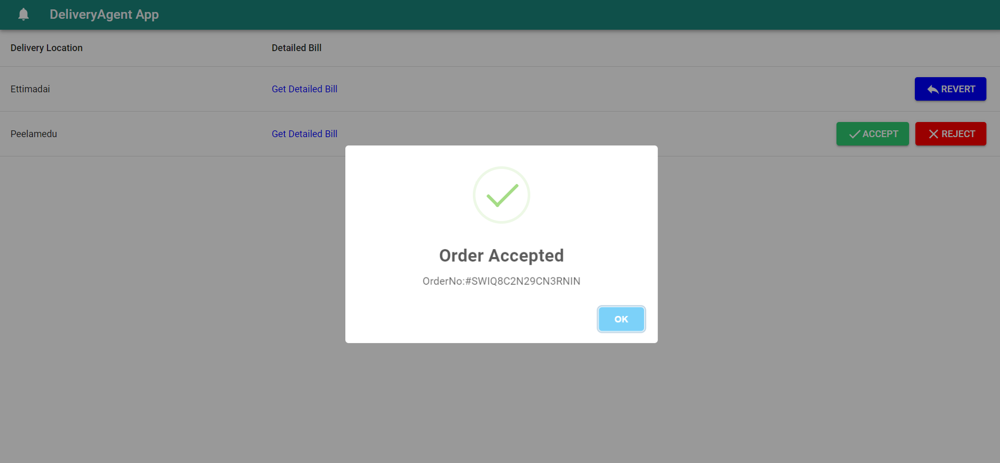 DeliveryAgent App
Delivery Location Detailed Bill
Ettimadai Get Detailed Bill REVERT
Peelamedu Get Detailed Bill ACCEPT REJECT
Order Accepted
OrderNo:#SWIQ8C2N29CN3RNIN
OK